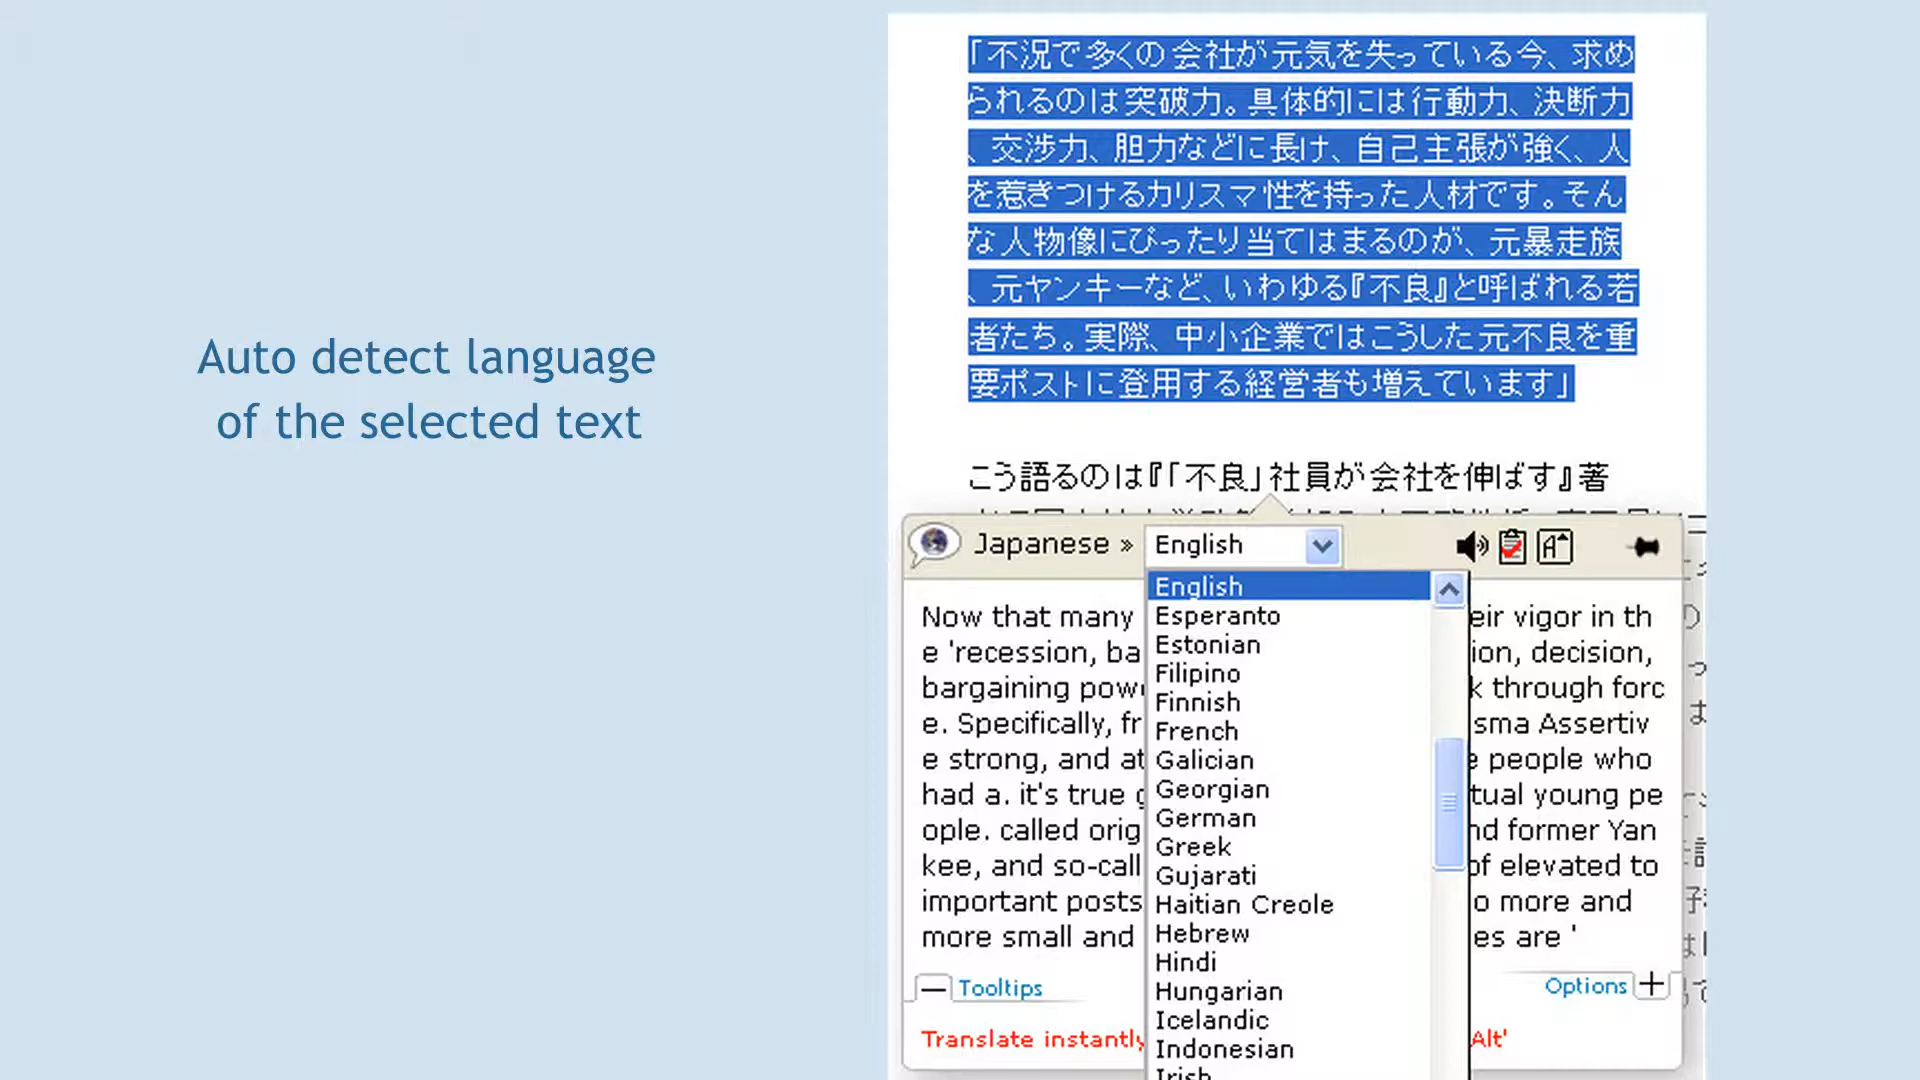 Auto detect language
of the selected text
「不況で多くの会社が元気を失っている今、求め
られるのは突破力。具体的には行動力、決断力
、交渉力、胆力などに長け、自己主張が強く、人
を惹きつけるカリスマ性を持った人材です。そん
な人物像にぴったり当てはまるのが、元暴走族
、元ヤンキーなど、いわゆる『不良』と呼ばれる若
者たち。実際、中小企業ではこうした元不良を重
要ポストに登用する経営者も増えています」
こう語るのは『「不良」社員が会社を伸ばす』著
Japanese » English
English
Esperanto
Estonian
Filipino
Finnish
French
Galician
Georgian
German
Greek
Gujarati
Haitian Creole
Hebrew
Hindi
Hungarian
Icelandic
Indonesian
Irish
Now that many eir vigor in th
e 'recession, ba ion, decision,
bargaining pow k through forc
e. Specifically, fr sma Assertiv
e strong, and at e people who
had a. it's true g tual young pe
ople. called orig nd former Yan
kee, and so-call of elevated to
important posts o more and
more small and es are '
Tooltips Options
Translate instantly Alt'